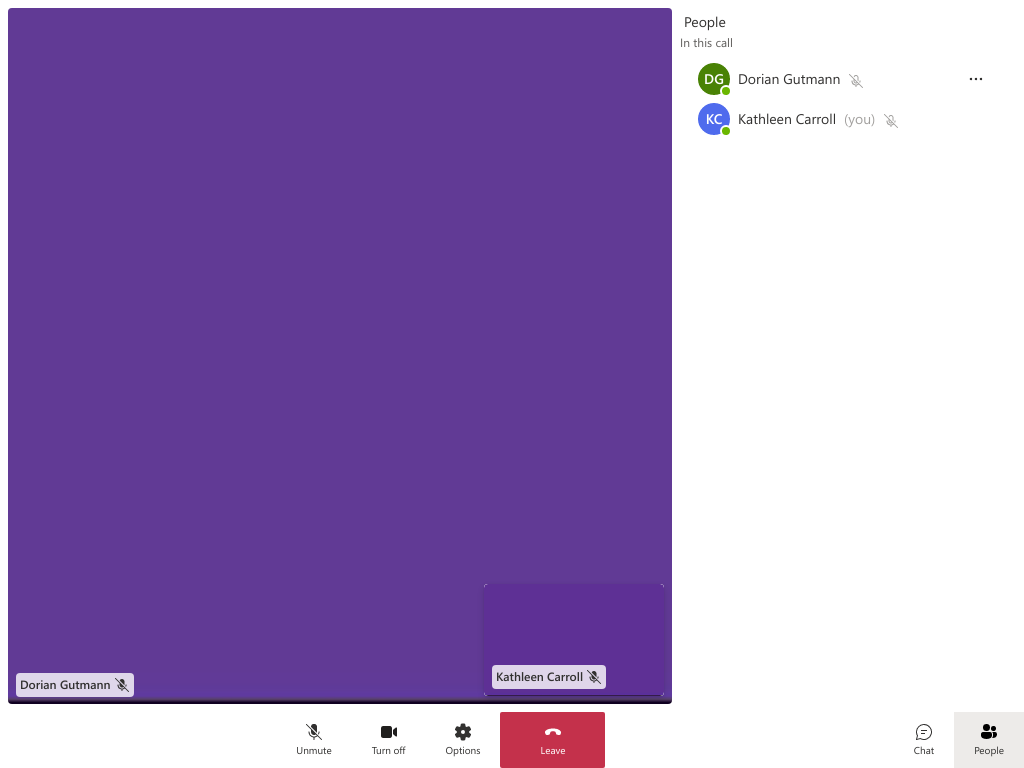 People
In this call
DG Dorian Gutmann
KC Kathleen Carroll (you)
Dorian Gutmann
Kathleen Carroll
Unmute
Turn off
Options
Leave
Chat
People